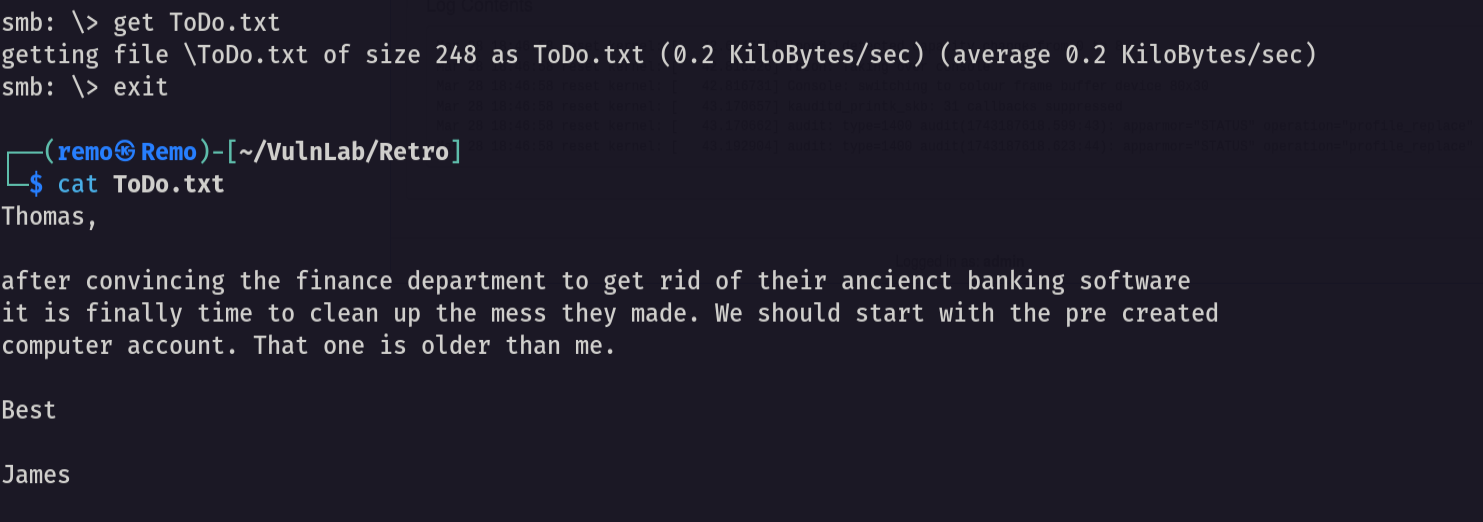 smb: \> get ToDo.txt
getting file \ToDo.txt of size 248 as ToDo.txt (0.2 KiloBytes/sec) (average 0.2 KiloBytes/sec)
smb: \> exit
┌──(remo㉿Remo)-[~/VulnLab/Retro]
└─$ cat ToDo.txt
Thomas,
after convincing the finance department to get rid of their ancienct banking software
it is finally time to clean up the mess they made. We should start with the pre created
computer account. That one is older than me.
Best
James